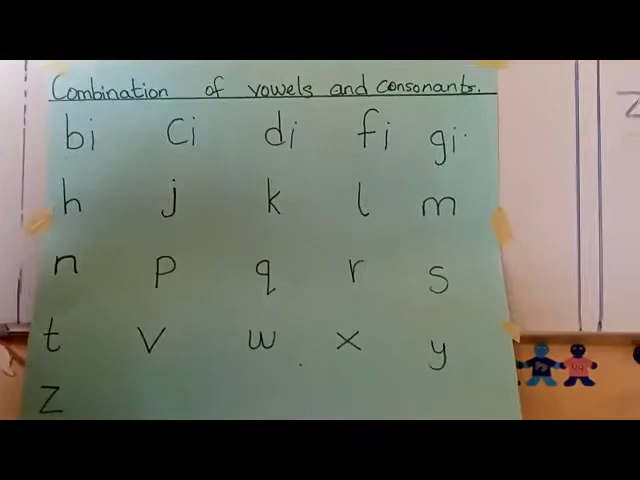 Combination of vowels and consonants.
bi ci di fi gi
h j k l m
n p q r s
t v w x y
z